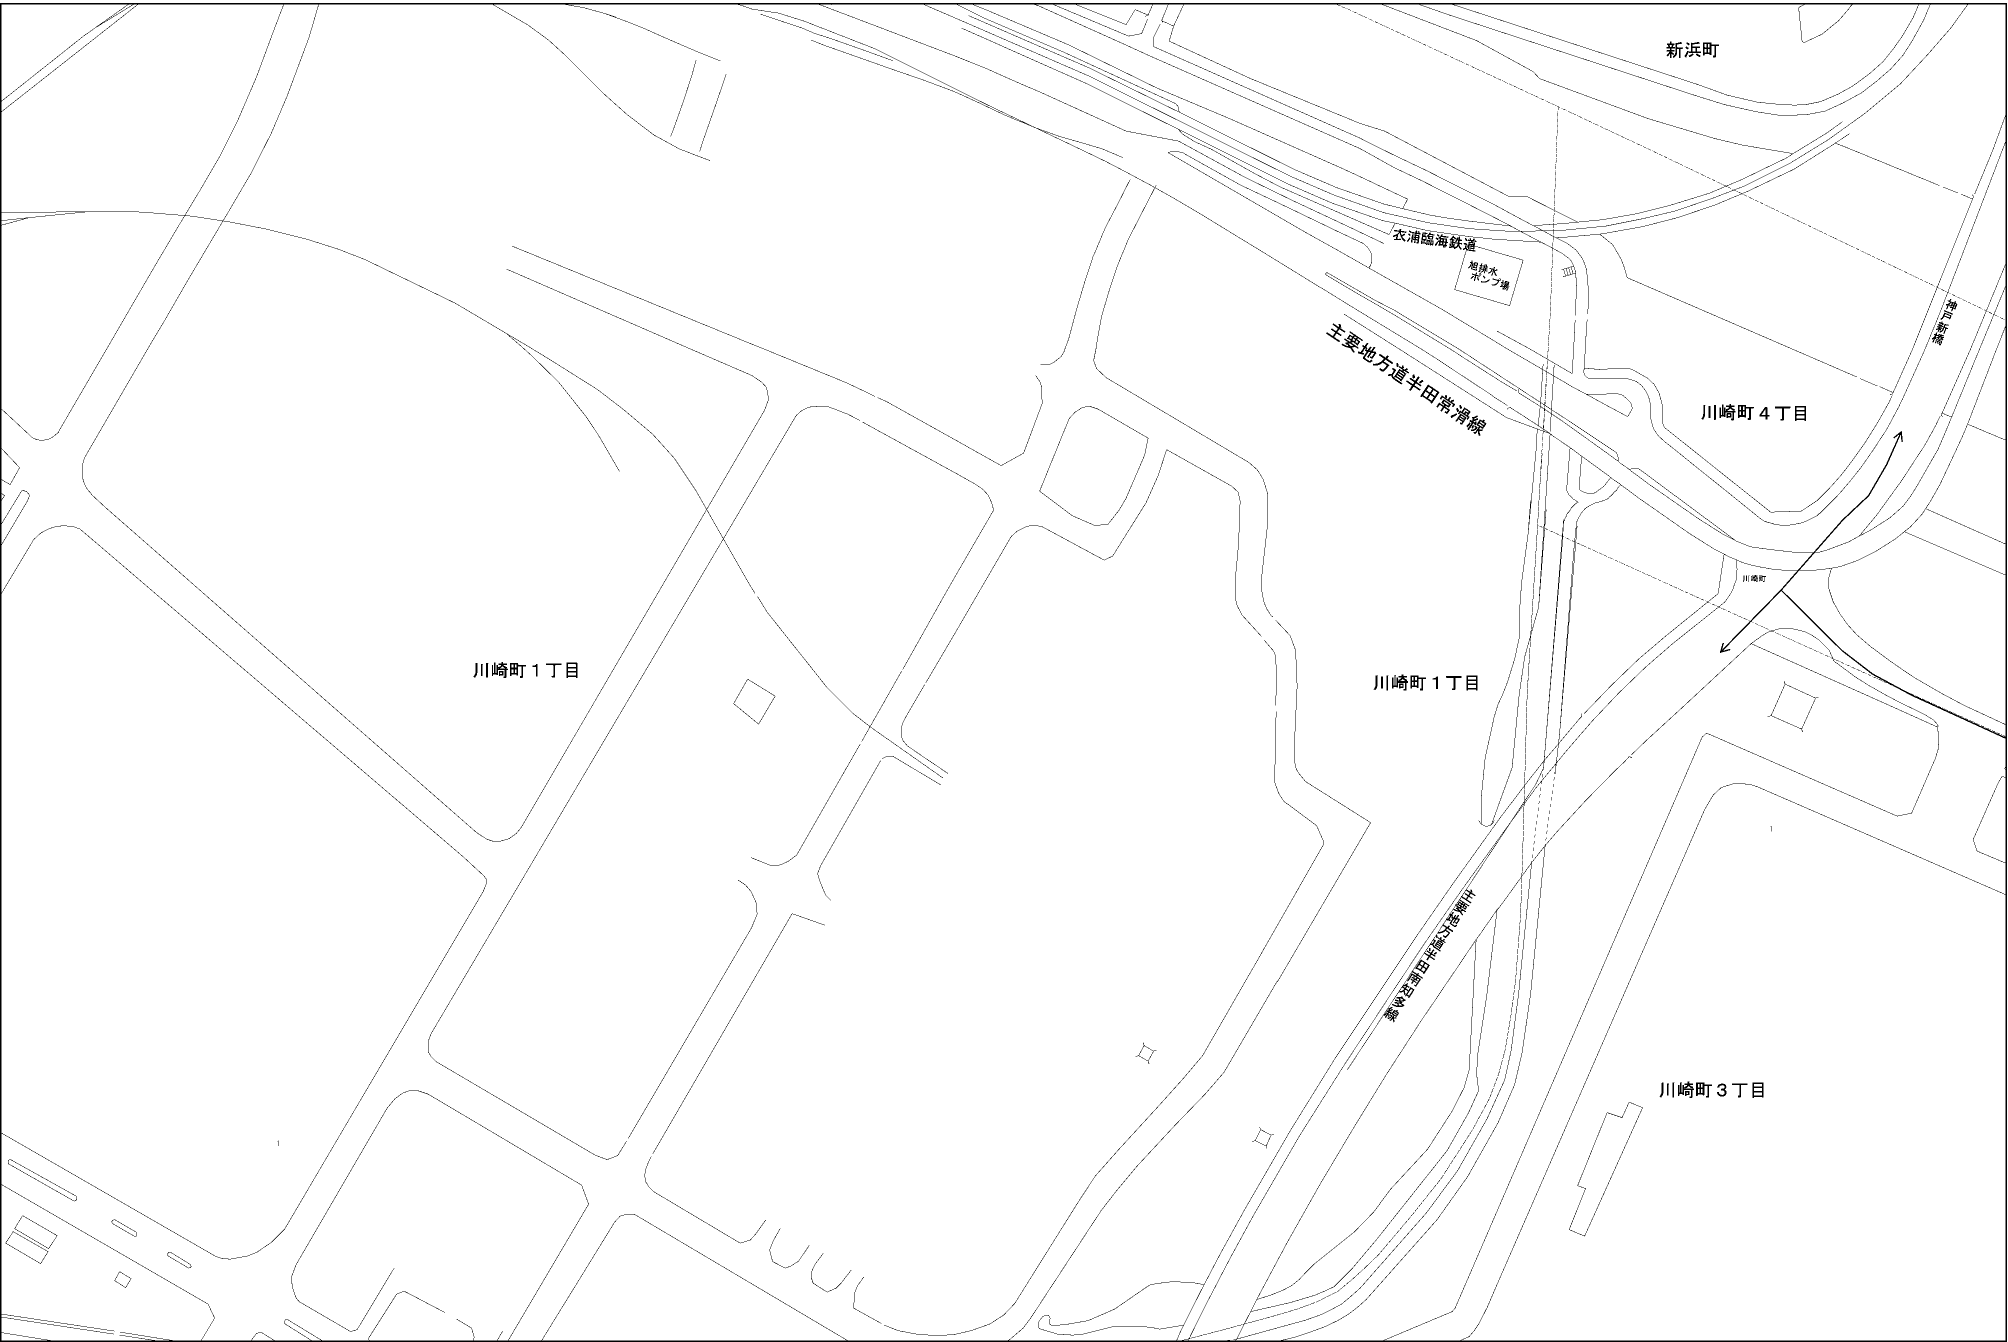 新浜町
衣浦臨海鉄道
旭排水
ポンプ場
神戸新橋
主要地方道半田常滑線
川崎町４丁目
川崎町
川崎町１丁目
川崎町１丁目
主要地方道半田南知多線
川崎町３丁目